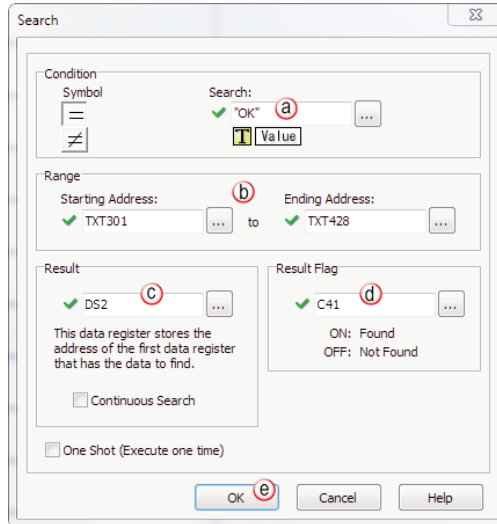 Search
Condition
Symbol
Search:
=
"OK" a
...
≠
T Value
Range
b
Starting Address:
Ending Address:
TXT301 ... to TXT428 ...
Result
Result Flag
DS2 c ...
C41 d ...
This data register stores the
address of the first data register
that has the data to find.
ON: Found
OFF: Not Found
Continuous Search
One Shot (Execute one time)
OK e Cancel Help